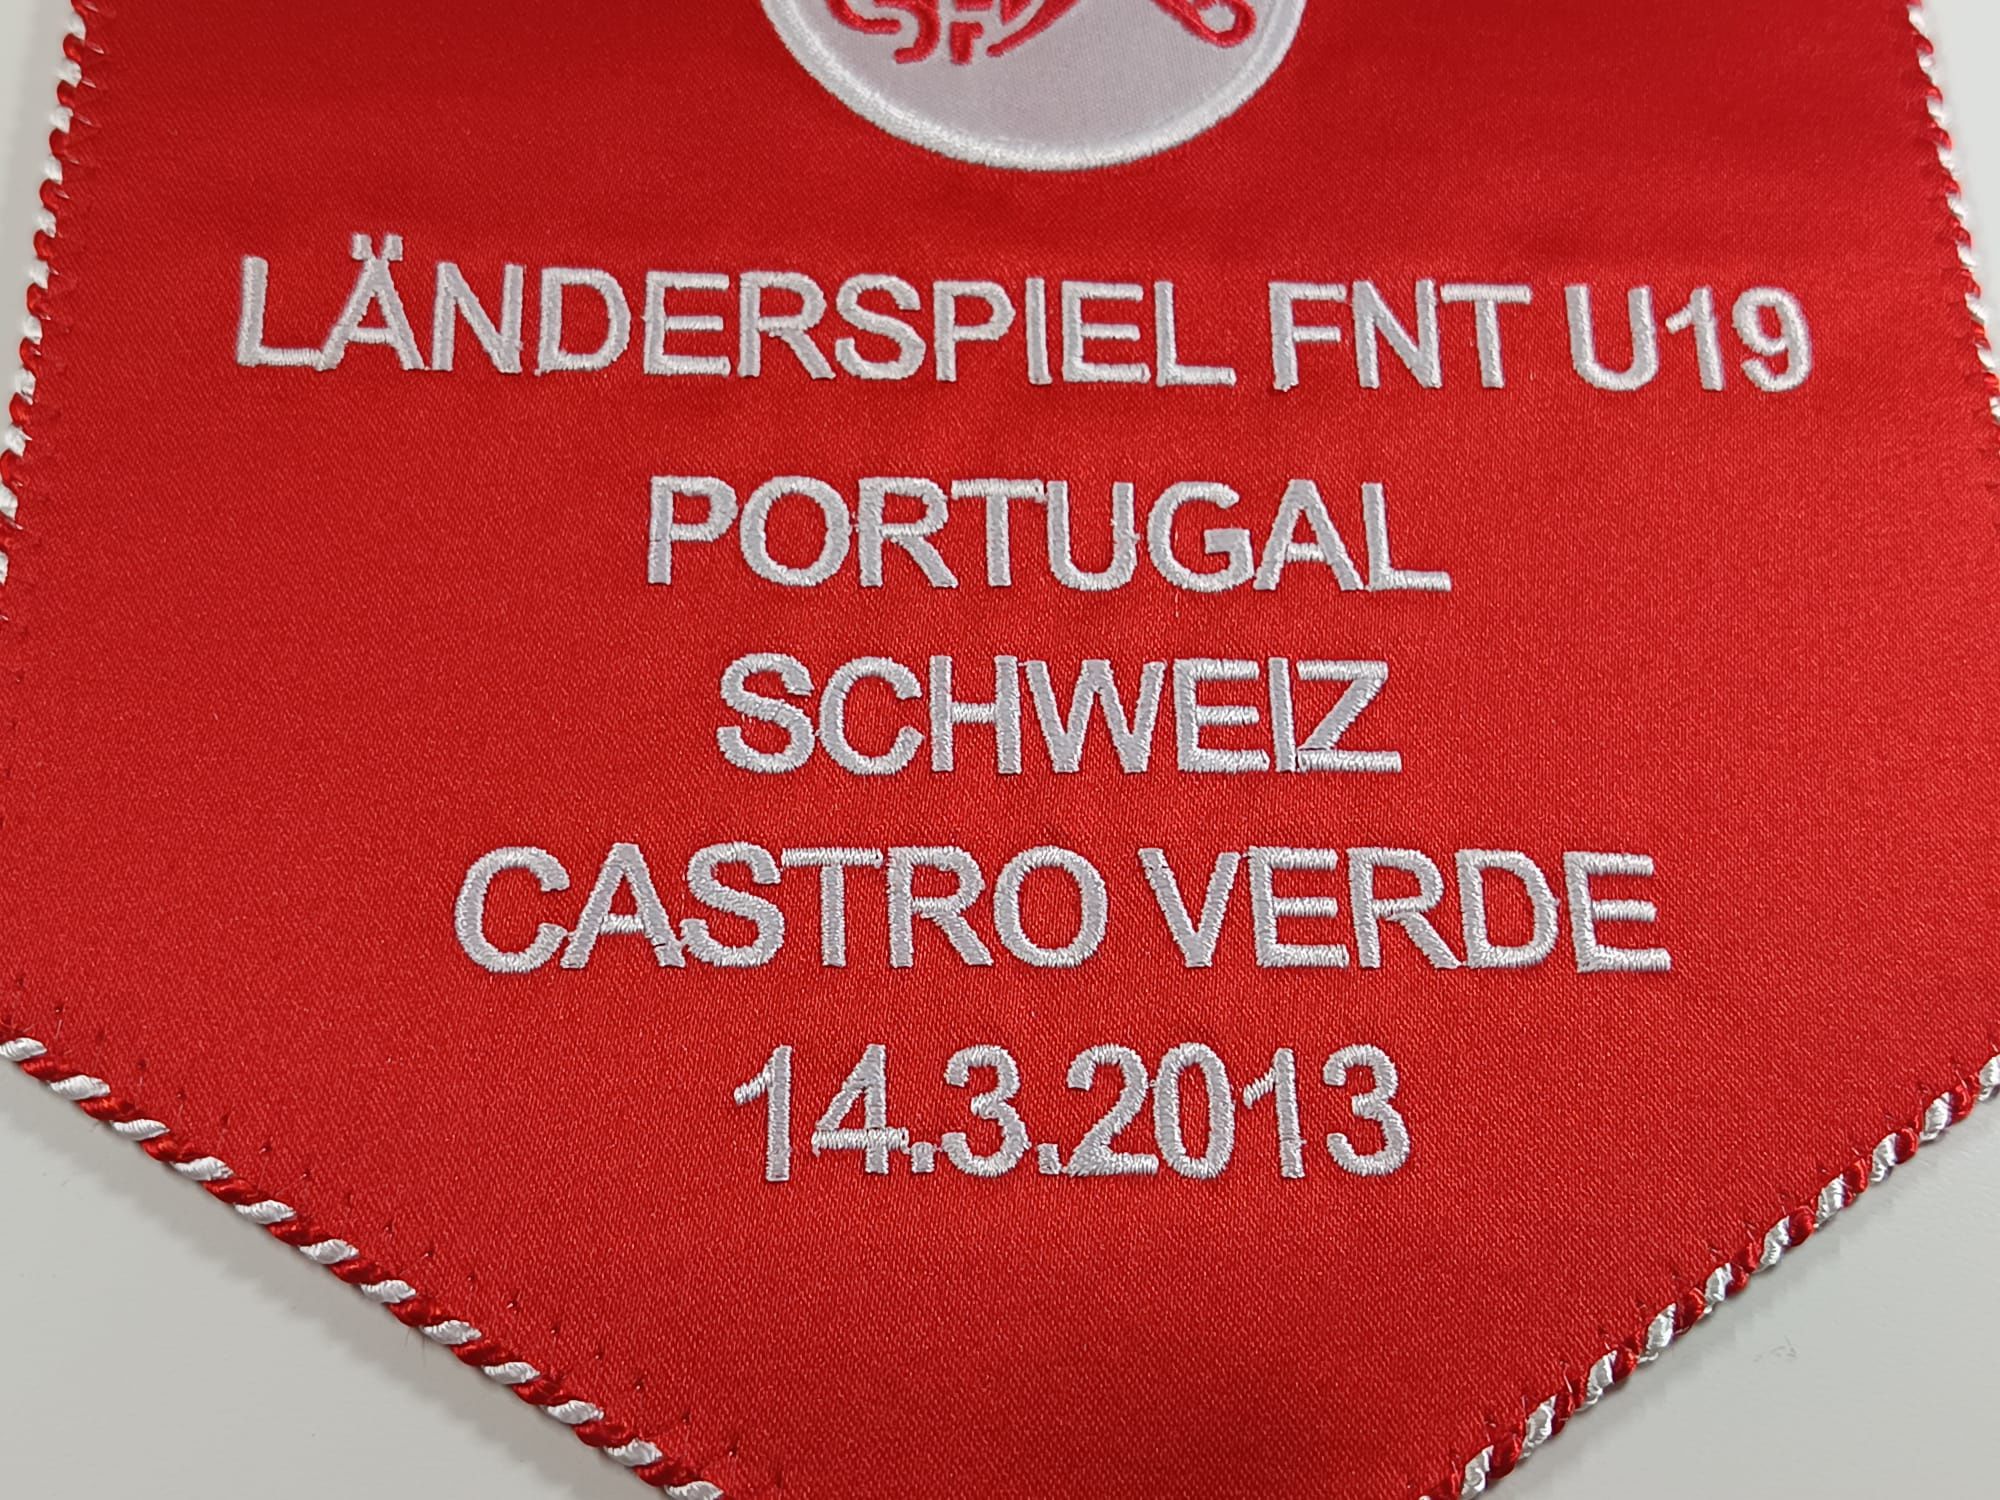 LÄNDERSPIEL FNT U19
PORTUGAL
SCHWEIZ
CASTRO VERDE
14.3.2013